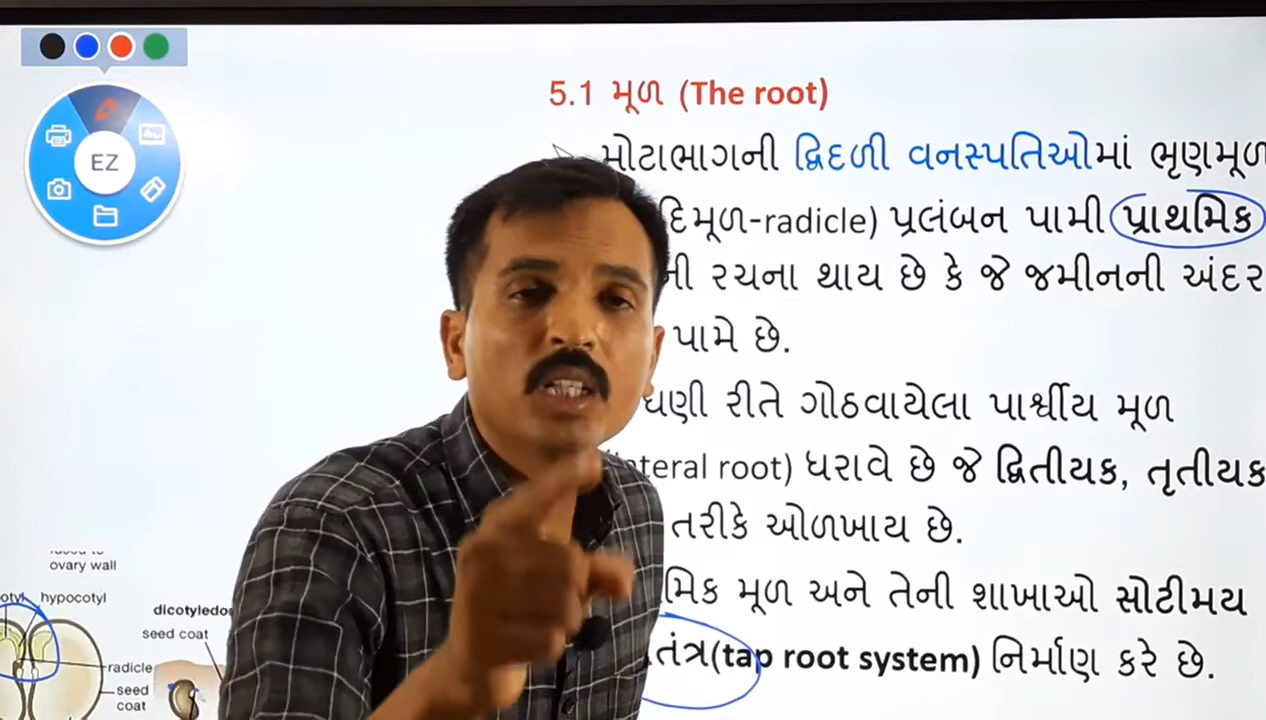 EZ
5.1 મૂળ (The root)
મોટાભાગની દ્વિદળી વનસ્પતિઓમાં ભ્રૂણમૂળ
દિમૂળ-radicle) પ્રલંબન પામી પ્રાથમિક
ની રચના થાય છે કે જે જમીનની અંદર
પામે છે.
ઘણી રીતે ગોઠવાયેલા પાર્શ્વીય મૂળ
lateral root) ધરાવે છે જે દ્વિતીયક, તૃતીયક
તરીકે ઓળખાય છે.
મિક મૂળ અને તેની શાખાઓ સોટીમય
તંત્ર(tap root system) નિર્માણ કરે છે.
ovary wall
hypocotyl
dicotyledo
seed coat
radicle
seed
coat